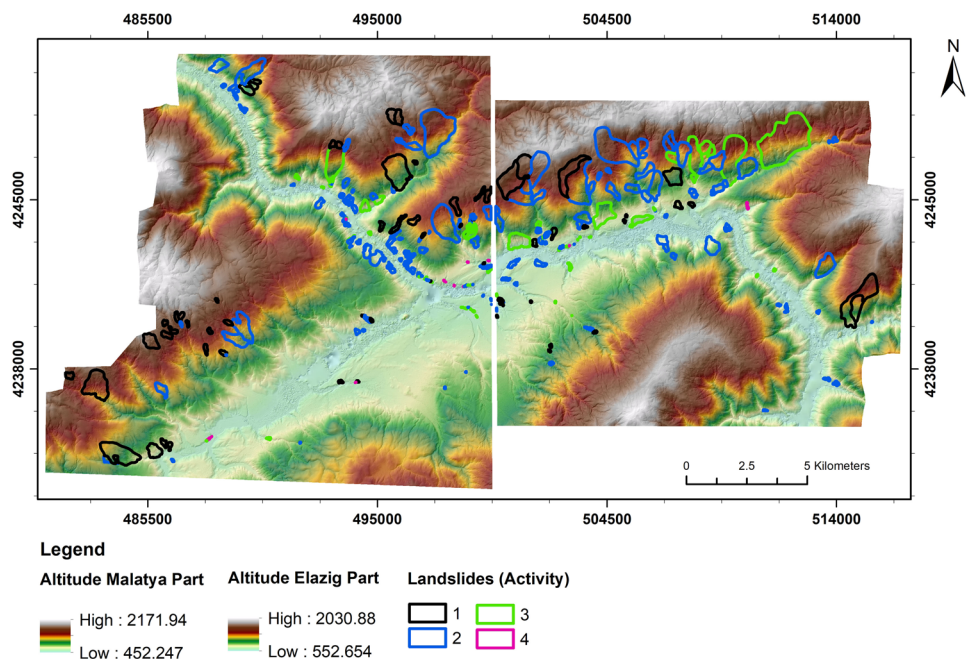 485500 495000 504500 514000
N
4245000 4245000
4238000 4238000
0 2.5 5 Kilometers
485500 495000 504500 514000
Legend
Altitude Malatya Part Altitude Elazig Part Landslides (Activity)
High : 2171.94 High : 2030.88 1 3
Low : 452.247 Low : 552.654 2 4